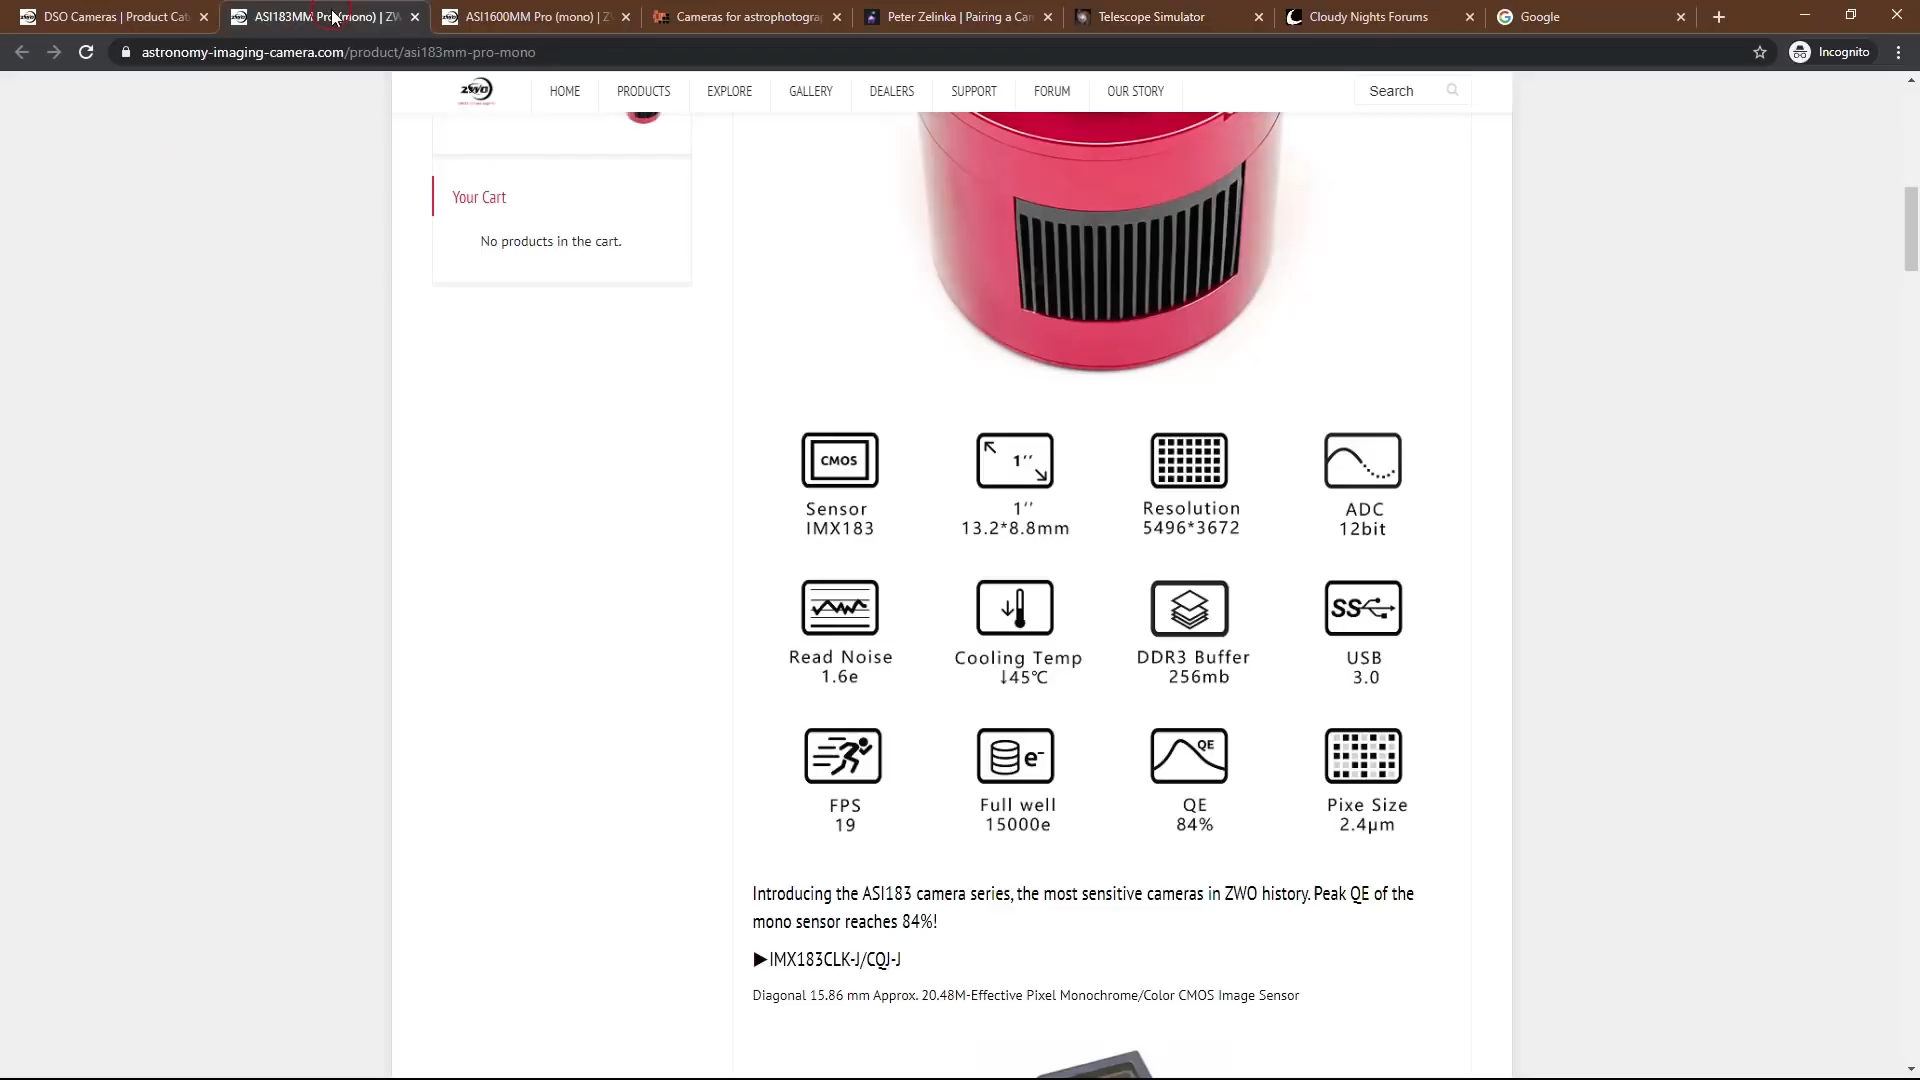 DSO Cameras | Product Cat
ASI183MM Pro (mono) | ZW
ASI1600MM Pro (mono) | Z
Cameras for astrophotograp
Peter Zelinka | Pairing a Can
Telescope Simulator
Cloudy Nights Forums
Google
astronomy-imaging-camera.com/product/asi183mm-pro-mono
Incognito
ZWO
HOME
PRODUCTS
EXPLORE
GALLERY
DEALERS
SUPPORT
FORUM
OUR STORY
Search
Your Cart
No products in the cart.
CMOS
1''
Sensor
IMX183
1''
13.2*8.8mm
Resolution
5496*3672
ADC
12bit
SS
Read Noise
1.6e
Cooling Temp
↓45℃
DDR3 Buffer
256mb
USB
3.0
e-
QE
FPS
19
Full well
15000e
QE
84%
Pixe Size
2.4μm
Introducing the ASI183 camera series, the most sensitive cameras in ZWO history. Peak QE of the
mono sensor reaches 84%!
▶IMX183CLK-J/CQJ-J
Diagonal 15.86 mm Approx. 20.48M-Effective Pixel Monochrome/Color CMOS Image Sensor